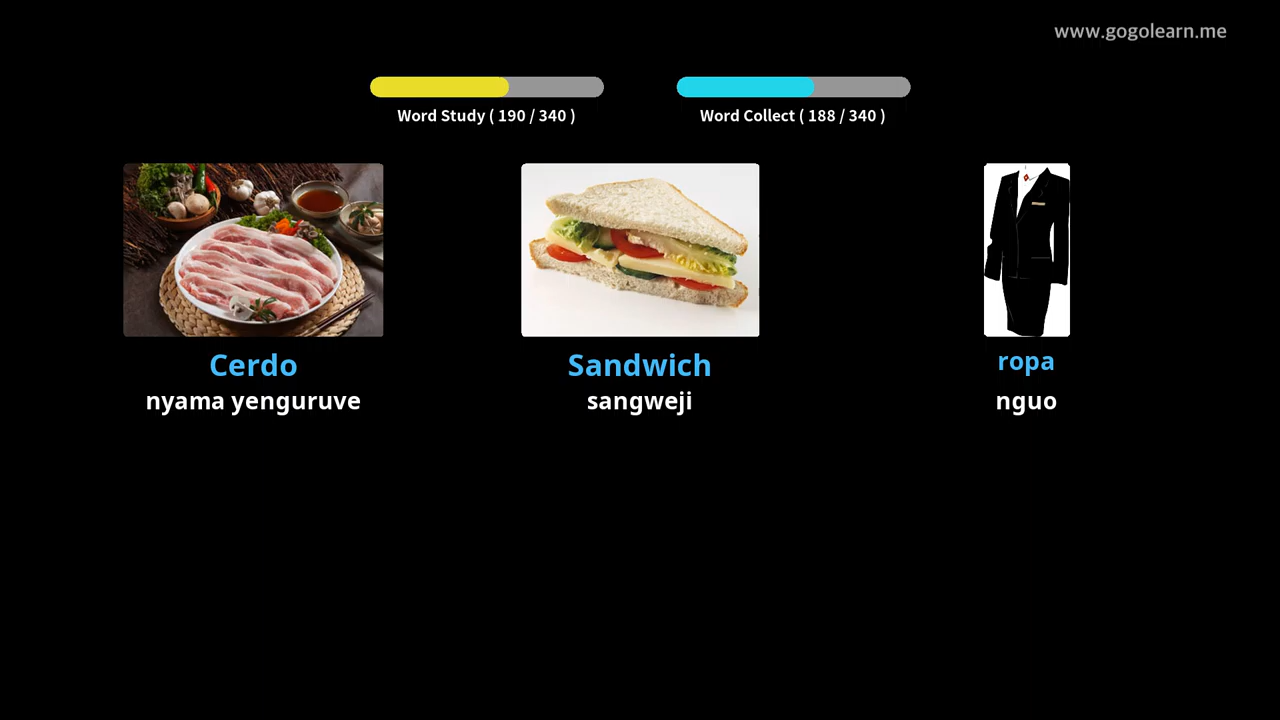 www.gogolearn.me
Word Study ( 190 / 340 )
Word Collect ( 188 / 340 )
Cerdo
nyama yenguruve
Sandwich
sangweji
ropa
nguo